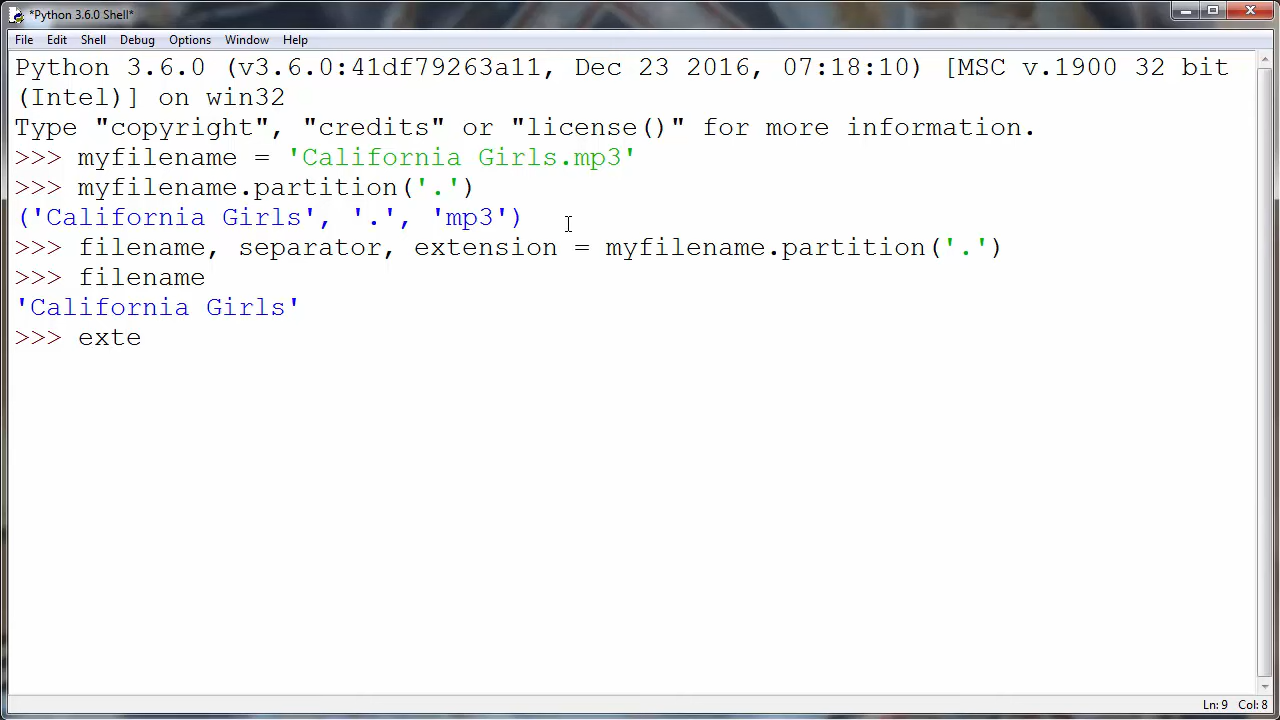 *Python 3.6.0 Shell*
File Edit Shell Debug Options Window Help
Python 3.6.0 (v3.6.0:41df79263a11, Dec 23 2016, 07:18:10) [MSC v.1900 32 bit
(Intel)] on win32
Type "copyright", "credits" or "license()" for more information.
>>> myfilename = 'California Girls.mp3'
>>> myfilename.partition('.')
('California Girls', '.', 'mp3')
>>> filename, separator, extension = myfilename.partition('.')
>>> filename
'California Girls'
>>> exte
Ln: 9 Col: 8